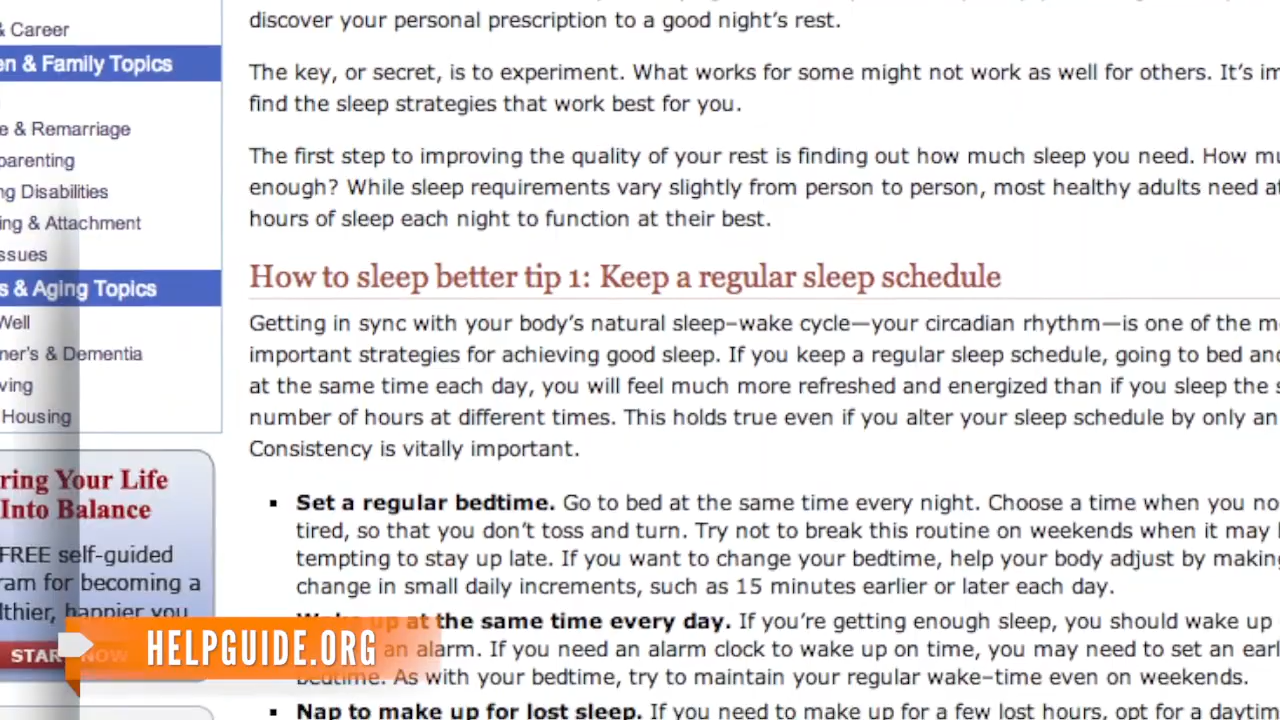 & Career
en & Family Topics
e & Remarriage
parenting
ng Disabilities
ing & Attachment
ssues
s & Aging Topics
Well
ner's & Dementia
ving
Housing
ring Your Life
Into Balance
FREE self-guided
ram for becoming a
lthier, happier you
START NOW
discover your personal prescription to a good night's rest.
The key, or secret, is to experiment. What works for some might not work as well for others. It's im
find the sleep strategies that work best for you.
The first step to improving the quality of your rest is finding out how much sleep you need. How mu
enough? While sleep requirements vary slightly from person to person, most healthy adults need at
hours of sleep each night to function at their best.
How to sleep better tip 1: Keep a regular sleep schedule
Getting in sync with your body's natural sleep–wake cycle—your circadian rhythm—is one of the m
important strategies for achieving good sleep. If you keep a regular sleep schedule, going to bed and
at the same time each day, you will feel much more refreshed and energized than if you sleep the s
number of hours at different times. This holds true even if you alter your sleep schedule by only an
Consistency is vitally important.
Set a regular bedtime. Go to bed at the same time every night. Choose a time when you no
tired, so that you don't toss and turn. Try not to break this routine on weekends when it may
tempting to stay up late. If you want to change your bedtime, help your body adjust by making
change in small daily increments, such as 15 minutes earlier or later each day.
Wake up at the same time every day. If you're getting enough sleep, you should wake up
an alarm. If you need an alarm clock to wake up on time, you may need to set an earl
bedtime. As with your bedtime, try to maintain your regular wake–time even on weekends.
Nap to make up for lost sleep. If you need to make up for a few lost hours, opt for a daytim
HELPGUIDE.ORG